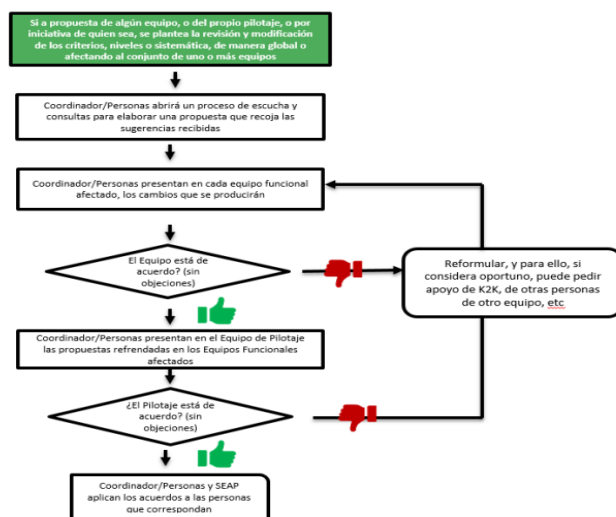 Si a propuesta de algún equipo, o del propio pilotaje, o por
iniciativa de quien sea, se plantea la revisión y modificación
de los criterios, niveles o sistemática, de manera global o
afectando al conjunto de uno o más equipos
Coordinador/Personas abrirá un proceso de escucha y
consultas para elaborar una propuesta que recoja las
sugerencias recibidas
Coordinador/Personas presentan en cada equipo funcional
afectado, los cambios que se producirán
El Equipo está de
acuerdo? (sin
objeciones)
Reformular, y para ello, si
considera oportuno, puede pedir
apoyo de K2K, de otras personas
de otro equipo, etc
Coordinador/Personas presentan en el Equipo de Pilotaje
las propuestas refrendadas en los Equipos Funcionales
afectados
¿El Pilotaje está de
acuerdo? (sin
objeciones)
Coordinador/Personas y SEAP
aplican los acuerdos a las personas
que correspondan